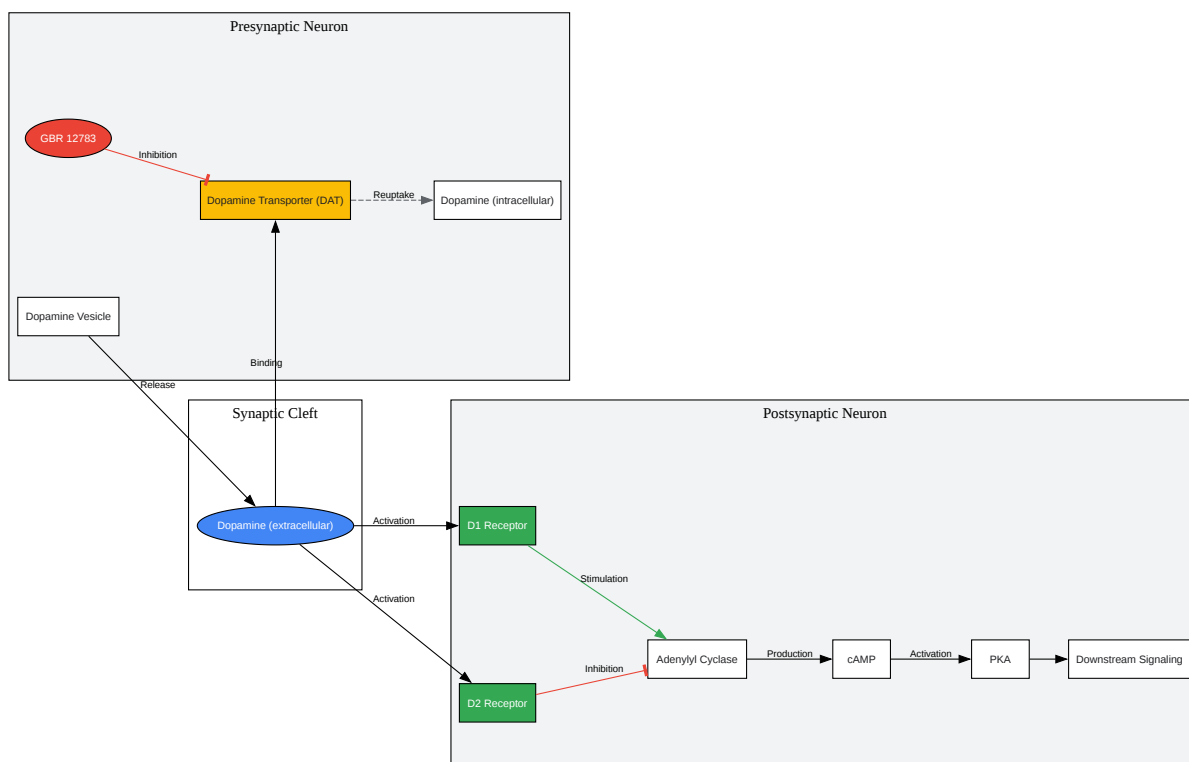 Presynaptic Neuron
GBR 12783
Inhibition
Dopamine Transporter (DAT)
Reuptake
Dopamine (intracellular)
Dopamine Vesicle
Binding
Release
Synaptic Cleft
Postsynaptic Neuron
Dopamine (extracellular)
Activation
D1 Receptor
Stimulation
Activation
Adenylyl Cyclase
Production
cAMP
Activation
PKA
Downstream Signaling
Inhibition
D2 Receptor